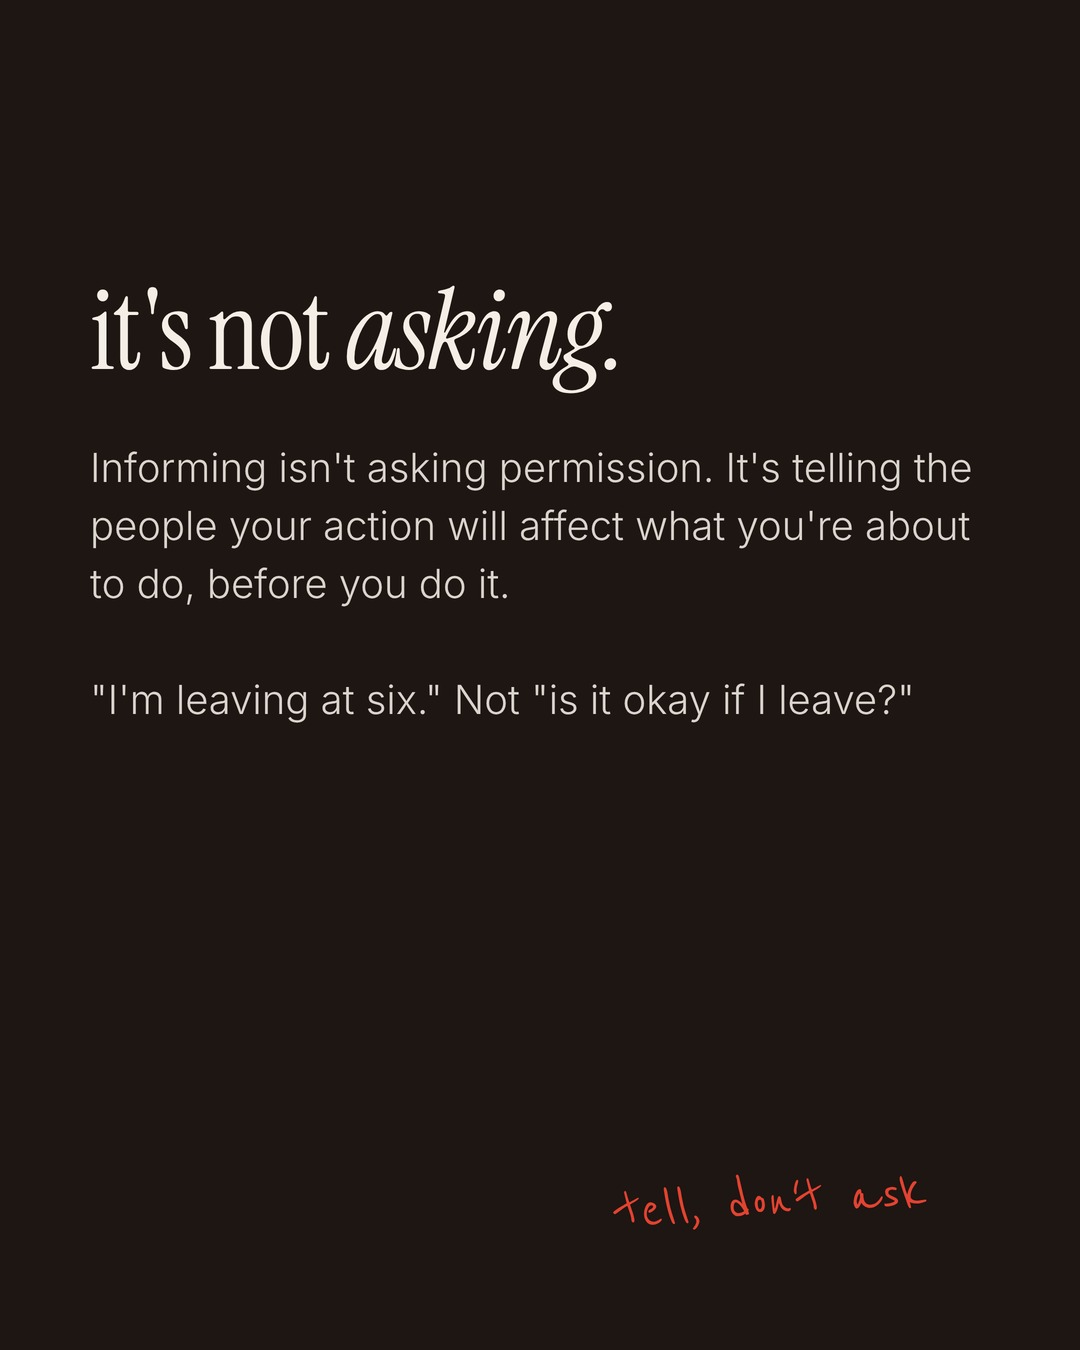 it's not asking.
Informing isn't asking permission. It's telling the
people your action will affect what you're about
to do, before you do it.
"I'm leaving at six." Not "is it okay if I leave?"
tell, don't ask